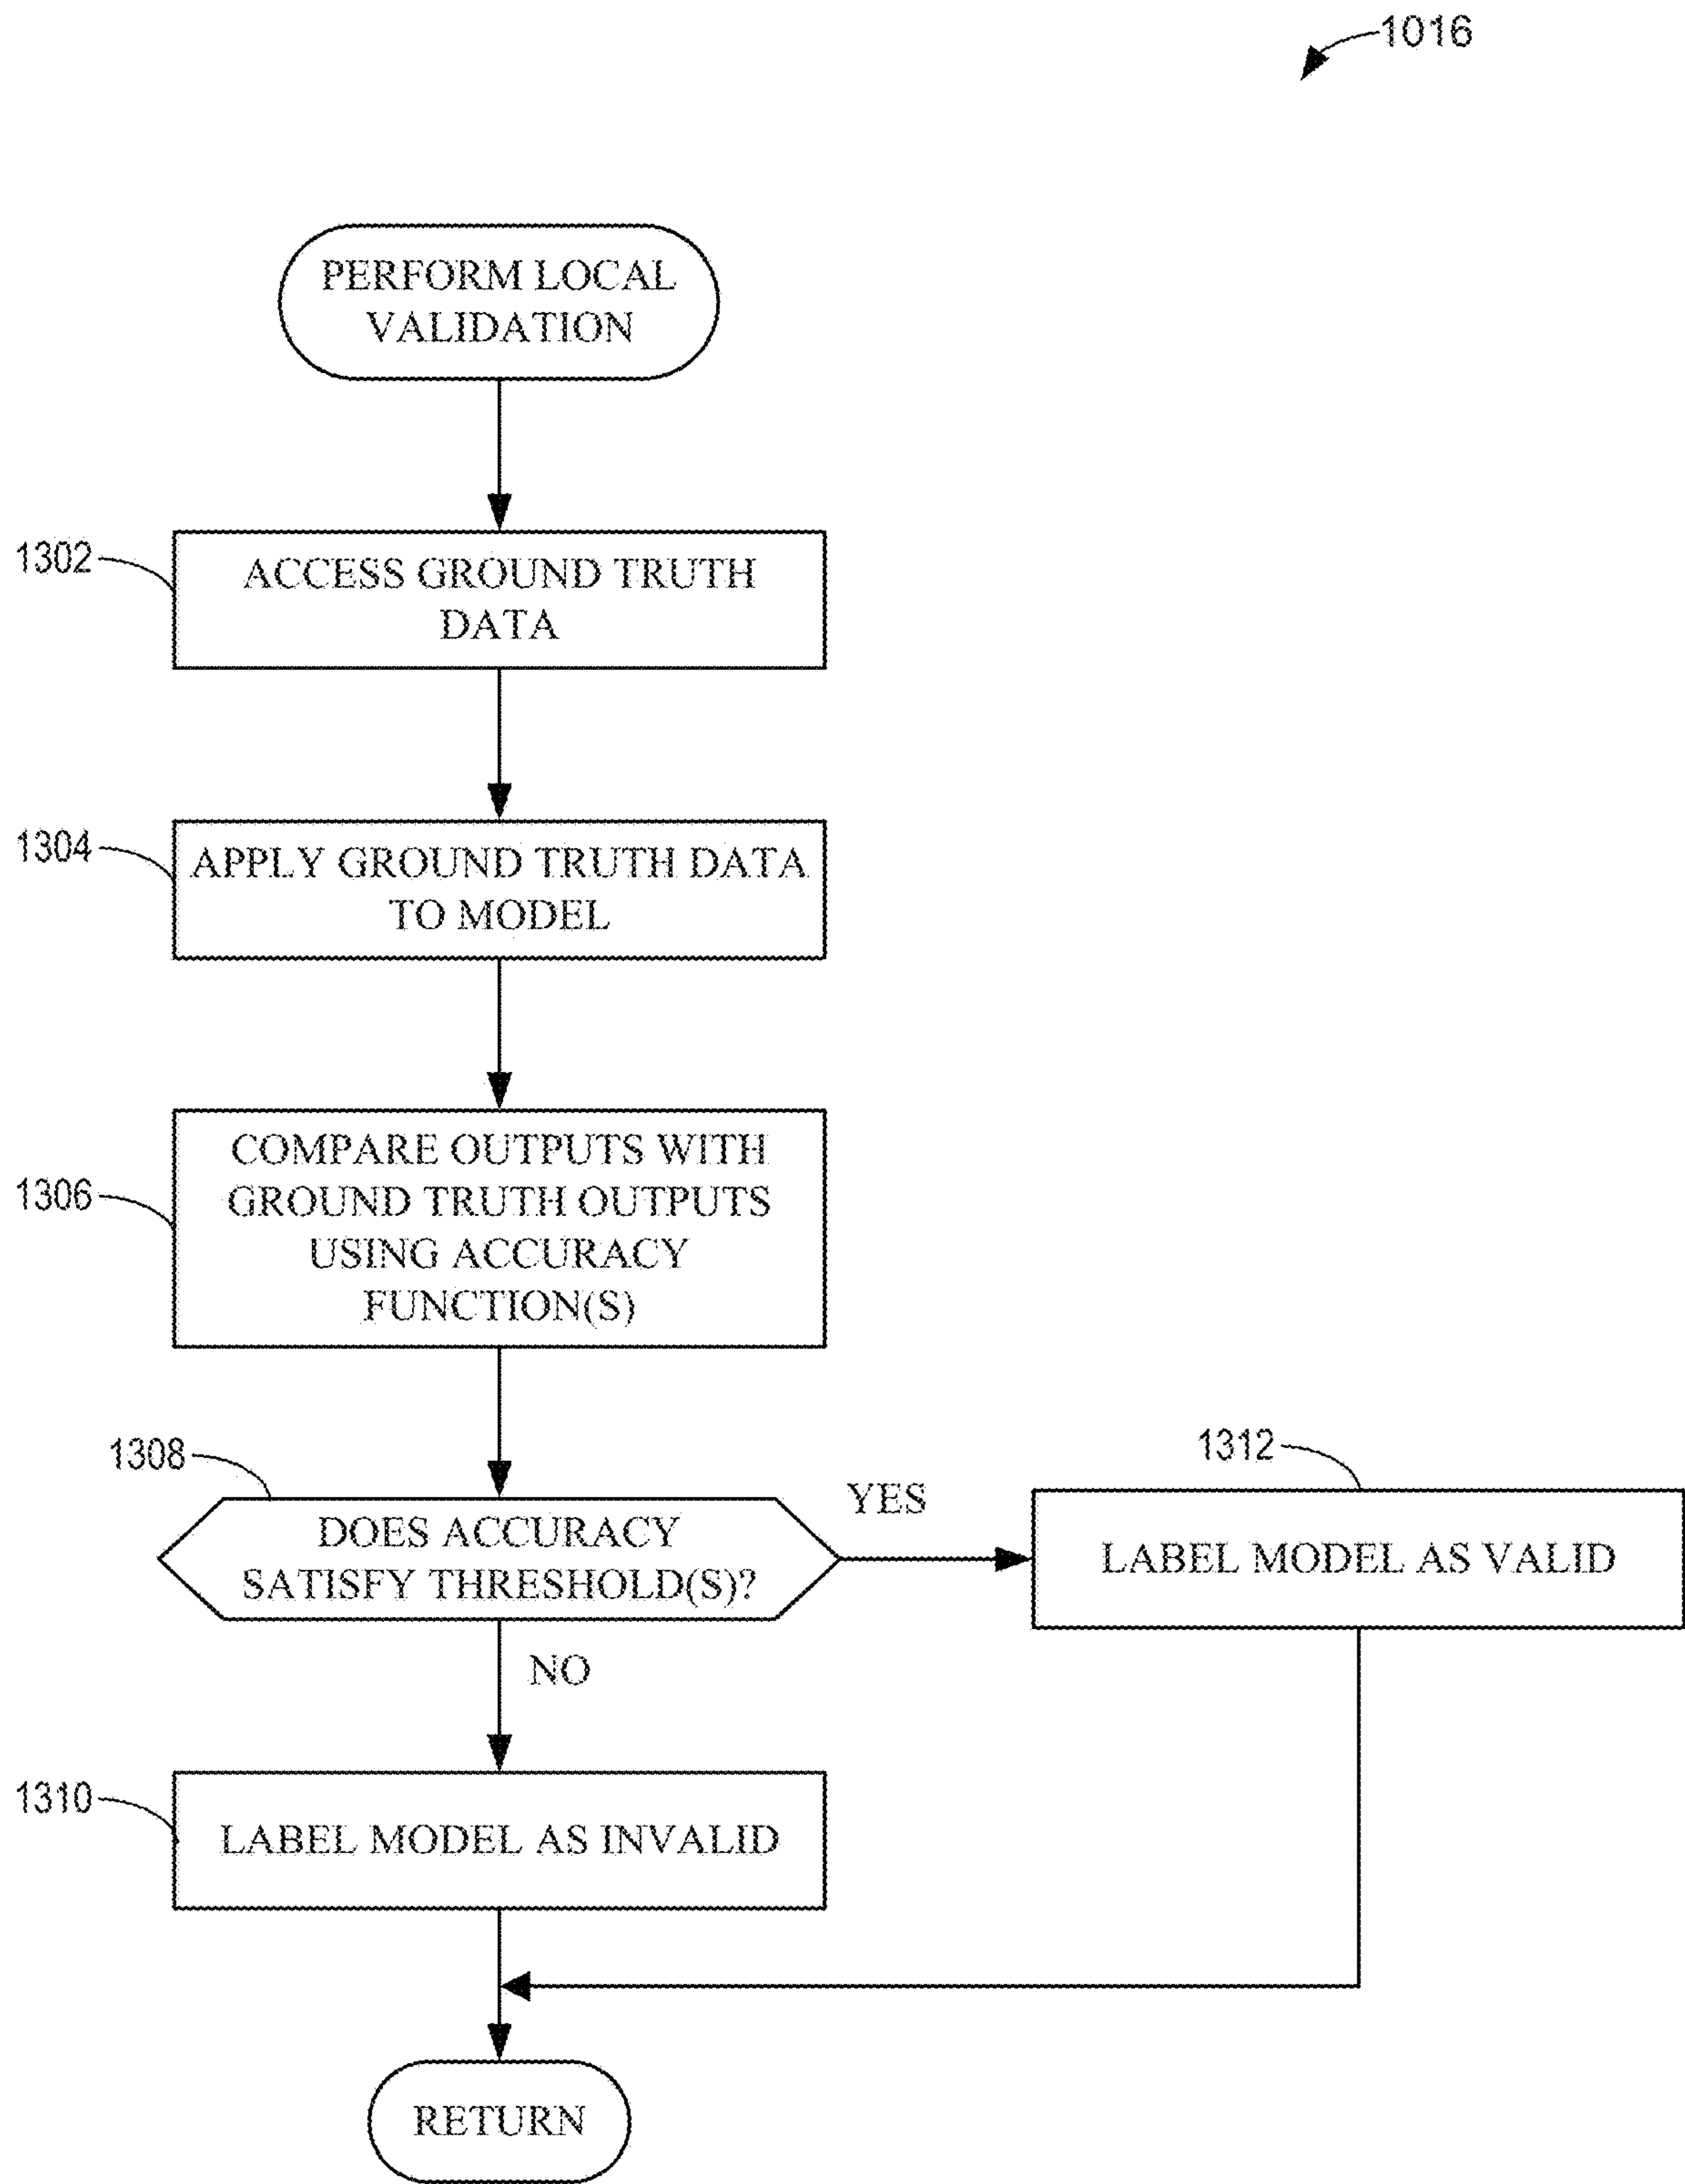 1016
PERFORM LOCAL
VALIDATION
1302
ACCESS GROUND TRUTH
DATA
1304
APPLY GROUND TRUTH DATA
TO MODEL
1306
COMPARE OUTPUTS WITH
GROUND TRUTH OUTPUTS
USING ACCURACY
FUNCTION(S)
1308
DOES ACCURACY
SATISFY THRESHOLD(S)?
YES
1312
LABEL MODEL AS VALID
NO
1310
LABEL MODEL AS INVALID
RETURN